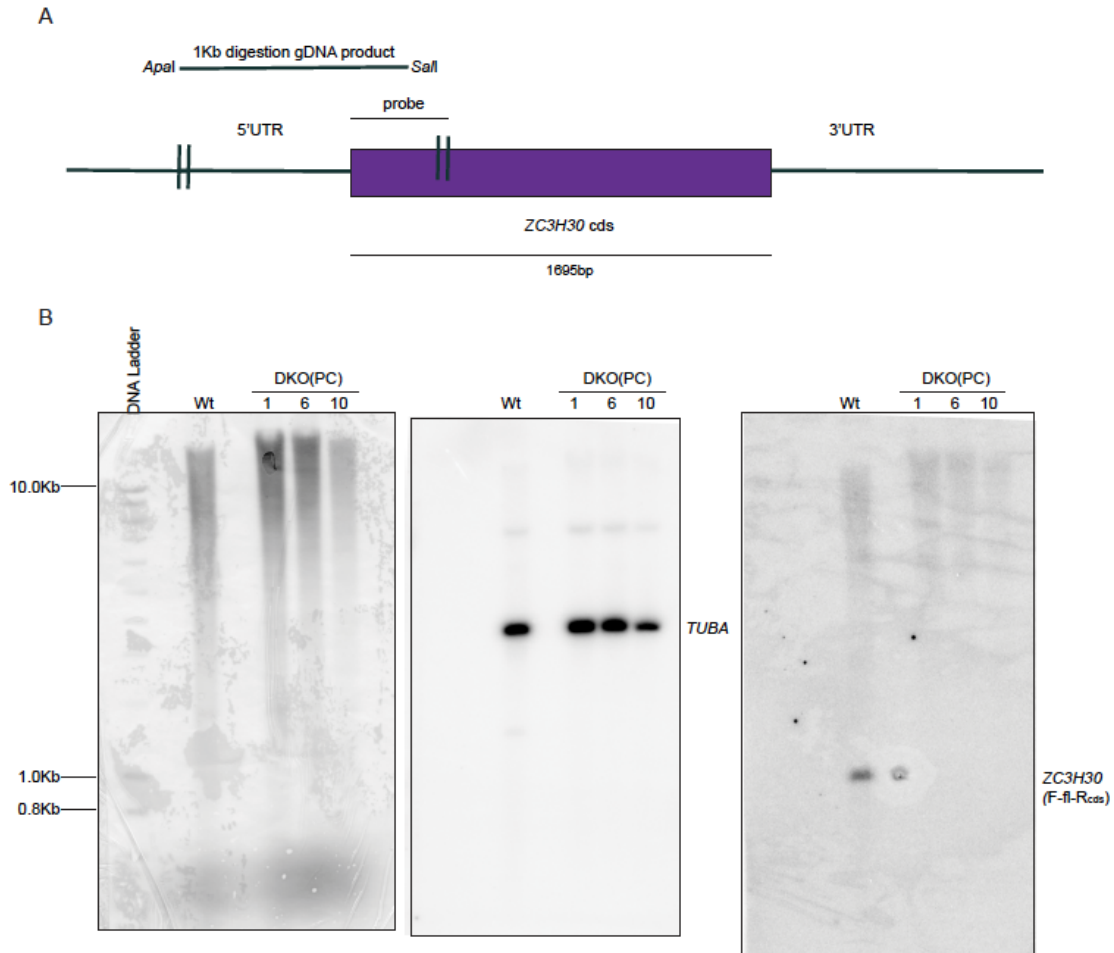 A
1Kb digestion gDNA product
ApaI
SalI
probe
5'UTR
3'UTR
ZC3H30 cds
1695bp
B
DNA Ladder
Wt
DKO(PC)
1 6 10
10.0Kb
1.0Kb
0.8Kb
Wt
DKO(PC)
1 6 10
TUBA
Wt
DKO(PC)
1 6 10
ZC3H30
(F-fl-Rcds)